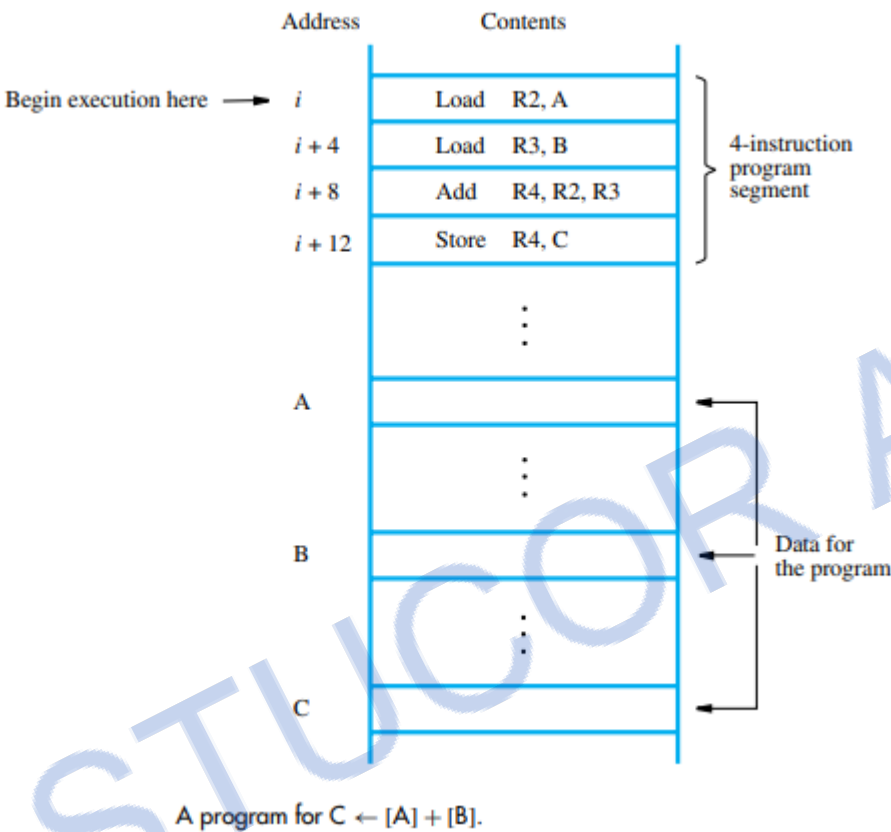 Address Contents
Begin execution here i Load R2, A
i + 4 Load R3, B
i + 8 Add R4, R2, R3
i + 12 Store R4, C
4-instruction
program
segment
A
B
C
Data for
the program
STUCOR A
A program for C ← [A] + [B].